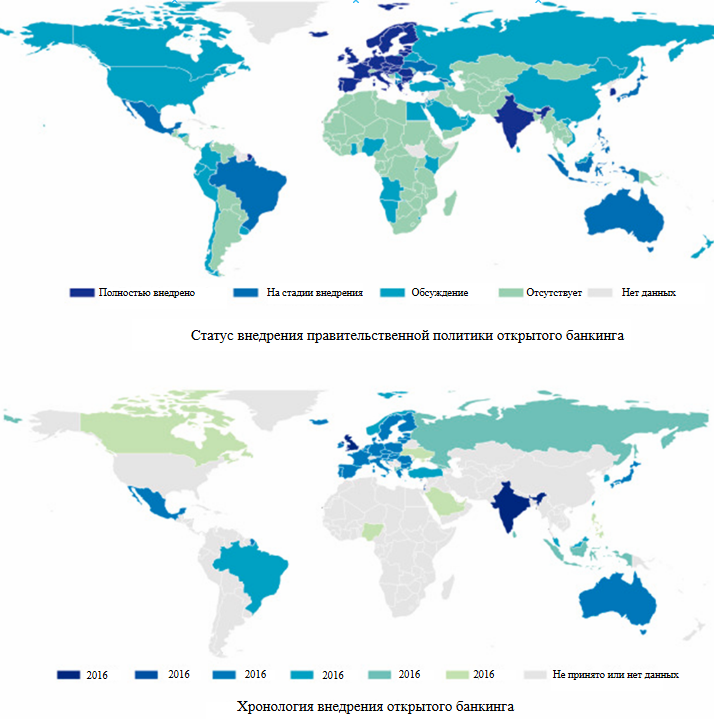 Полностью внедрено На стадии внедрения Обсуждение Отсутствует Нет данных
Статус внедрения правительственной политики открытого банкинга
2016 2016 2016 2016 2016 2016 Не принято или нет данных
Хронология внедрения открытого банкинга